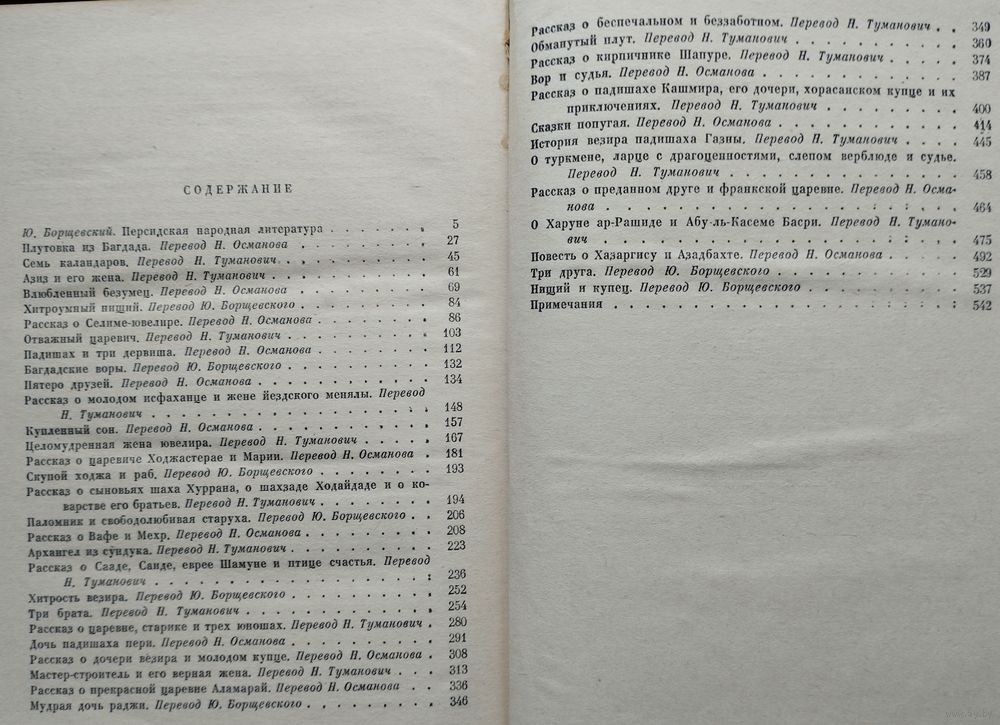 СОДЕРЖАНИЕ
Ю. Борщевский. Персидская народная литература . . . . . . . 5
Плутовка из Багдада. Перевод Н. Османова . . . . . . . . 27
Семь каландаров. Перевод Н. Туманович . . . . . . . . . 45
Азиз и его жена. Перевод Н. Туманович . . . . . . . . . 61
Влюбленный безумец. Перевод Н. Османова . . . . . . . . 69
Хитроумный нищий. Перевод Ю. Борщевского . . . . . . . . 84
Рассказ о Селиме-ювелире. Перевод Н. Османова . . . . . . . 86
Отважный царевич. Перевод Н. Туманович . . . . . . . . . 103
Падишах и три дервиша. Перевод Н. Османова . . . . . . . 112
Багдадские воры. Перевод Ю. Борщевского . . . . . . . . . 132
Пятеро друзей. Перевод Н. Османова . . . . . . . . . . 134
Рассказ о молодом исфаханце и жене йездского менялы. Перевод
Н. Туманович . . . . . . . . . . . . . . . . 148
Купленный сон. Перевод Н. Османова . . . . . . . . . . 157
Целомудренная жена ювелира. Перевод Н. Туманович . . . . . 167
Рассказ о царевиче Ходжастерае и Марии. Перевод Н. Османова . 181
Скупой ходжа и раб. Перевод Ю. Борщевского . . . . . . . 193
Рассказ о сыновьях шаха Хуррана, о шахзаде Ходайдаде и о ко-
варстве его братьев. Перевод Н. Туманович . . . . . . . 194
Паломник и свободолюбивая старуха. Перевод Ю. Борщевского . . 206
Рассказ о Вафе и Мехр. Перевод Н. Османова . . . . . . . . 208
Архангел из сундука. Перевод Н. Туманович . . . . . . . . 223
Рассказ о Сааде, Саиде, еврее Шамуне и птице счастья. Перевод
Н. Туманович . . . . . . . . . . . . . . . . 236
Хитрость везира. Перевод Ю. Борщевского . . . . . . . . . 252
Три брата. Перевод Н. Туманович . . . . . . . . . . . 254
Рассказ о царевне, старике и трех юношах. Перевод Н. Туманович . 280
Дочь падишаха пери. Перевод Н. Османова . . . . . . . . . 291
Рассказ о дочери везира и молодом купце. Перевод Н. Османова . 308
Мастер-строитель и его верная жена. Перевод Н. Туманович . . . 313
Рассказ о прекрасной царевне Аламарай. Перевод Н. Османова . . 336
Мудрая дочь раджи. Перевод Ю. Борщевского . . . . . . . . 346
Рассказ о беспечальном и беззаботном. Перевод Н. Туманович . . 349
Обманутый плут. Перевод Н. Туманович . . . . . . . . . . 360
Рассказ о кирпичнике Шапуре. Перевод Н. Туманович . . . . . 374
Вор и судья. Перевод Н. Османова . . . . . . . . . . . 387
Рассказ о падишахе Кашмира, его дочери, хорасанском купце и их
приключениях. Перевод Н. Туманович . . . . . . . . . 400
Сказки попугая. Перевод Н. Османова . . . . . . . . . . 414
История везира падишаха Газны. Перевод Н. Туманович . . . . 445
О туркмене, ларце с драгоценностями, слепом верблюде и судье.
Перевод Н. Туманович . . . . . . . . . . . . . 458
Рассказ о преданном друге и франкской царевне. Перевод Н. Осма-
нова . . . . . . . . . . . . . . . . . . . 464
О Харуне ар-Рашиде и Абу-ль-Касеме Басри. Перевод Н. Тумано-
вич . . . . . . . . . . . . . . . . . . . 475
Повесть о Хазаргису и Азадбахте. Перевод Н. Османова . . . . . 492
Три друга. Перевод Ю. Борщевского . . . . . . . . . . . 529
Нищий и купец. Перевод Ю. Борщевского . . . . . . . . . 537
Примечания . . . . . . . . . . . . . . . . . . 542